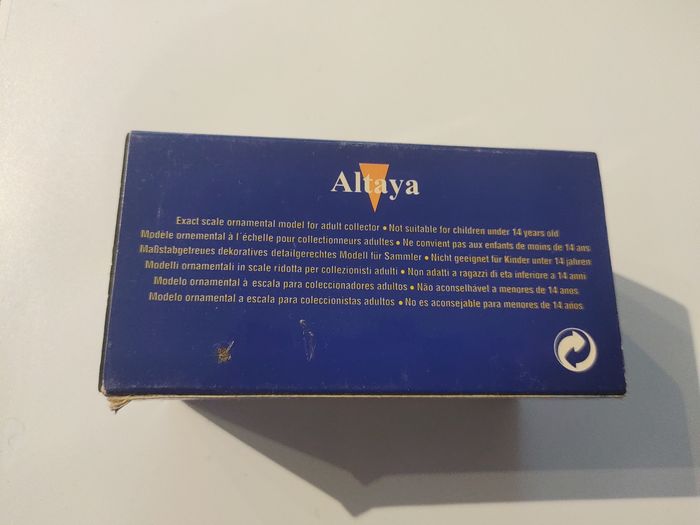 Altaya
Exact scale ornamental model for adult collector • Not suitable for children under 14 years old
Modèle ornemental à l´échelle pour collectionneurs adultes • Ne convient pas aux enfants de moins de 14 ans
Maßstabgetreues dekoratives detailgerechtes Modell für Sammler • Nicht geeignet für Kinder unter 14 jahren
Modelli ornamentali in scale ridotta per collezionisti adulti • Non adatti a ragazzi di eta inferiore a 14 anni
Modelo ornamental à escala para colleccionadores adultos • Não aconselhável a menores de 14 anos
Modelo ornamental a escala para coleccionistas adultos • No es aconsejable para menores de 14 años